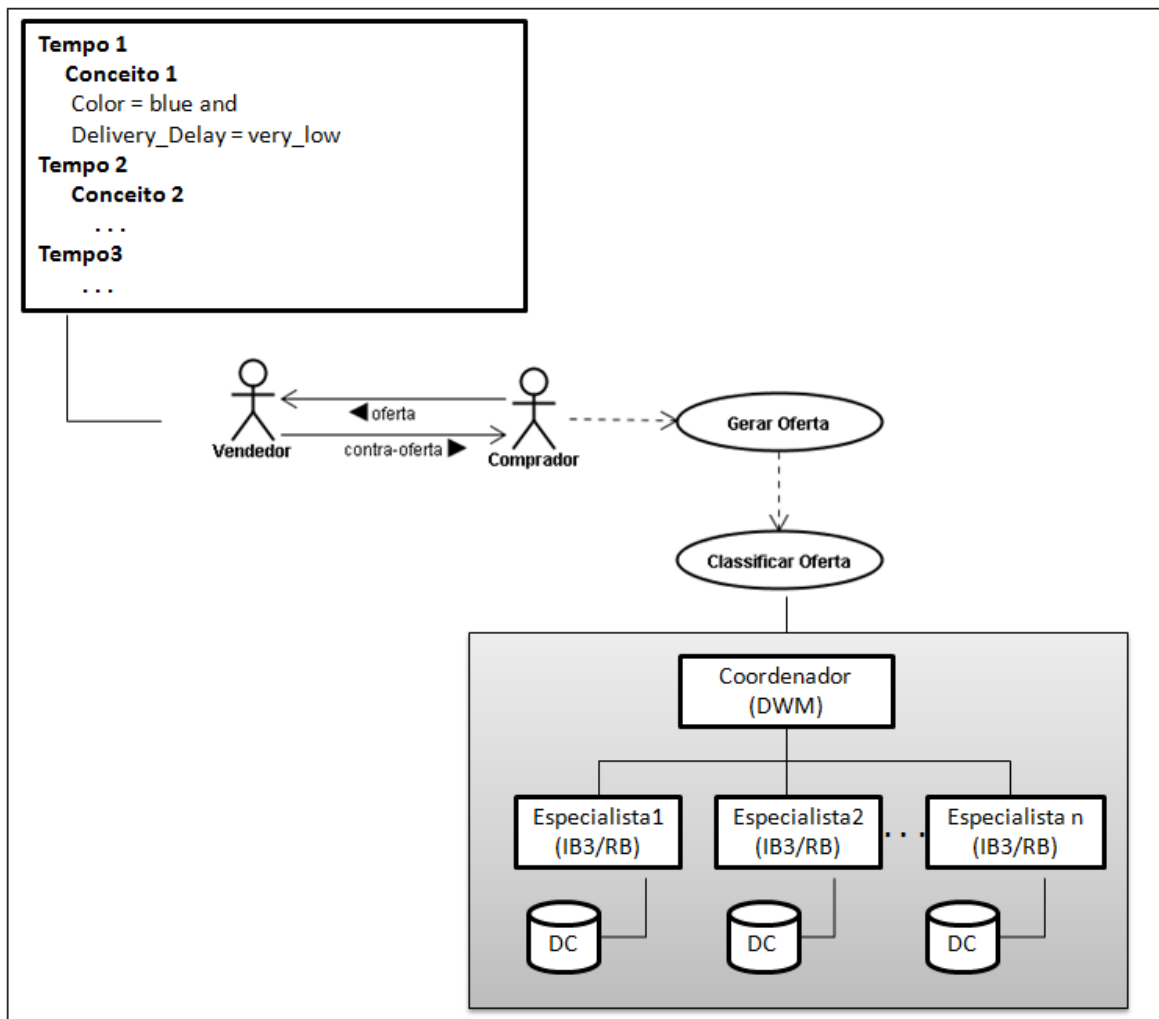 Tempo 1
Conceito 1
Color = blue and
Delivery_Delay = very_low
Tempo 2
Conceito 2
. . .
Tempo3
. . .
◄ oferta
contra-oferta ►
Vendedor
Comprador
Gerar Oferta
Classificar Oferta
Coordenador
(DWM)
Especialista1
(IB3/RB)
Especialista2
(IB3/RB)
. . .
Especialista n
(IB3/RB)
DC
DC
DC